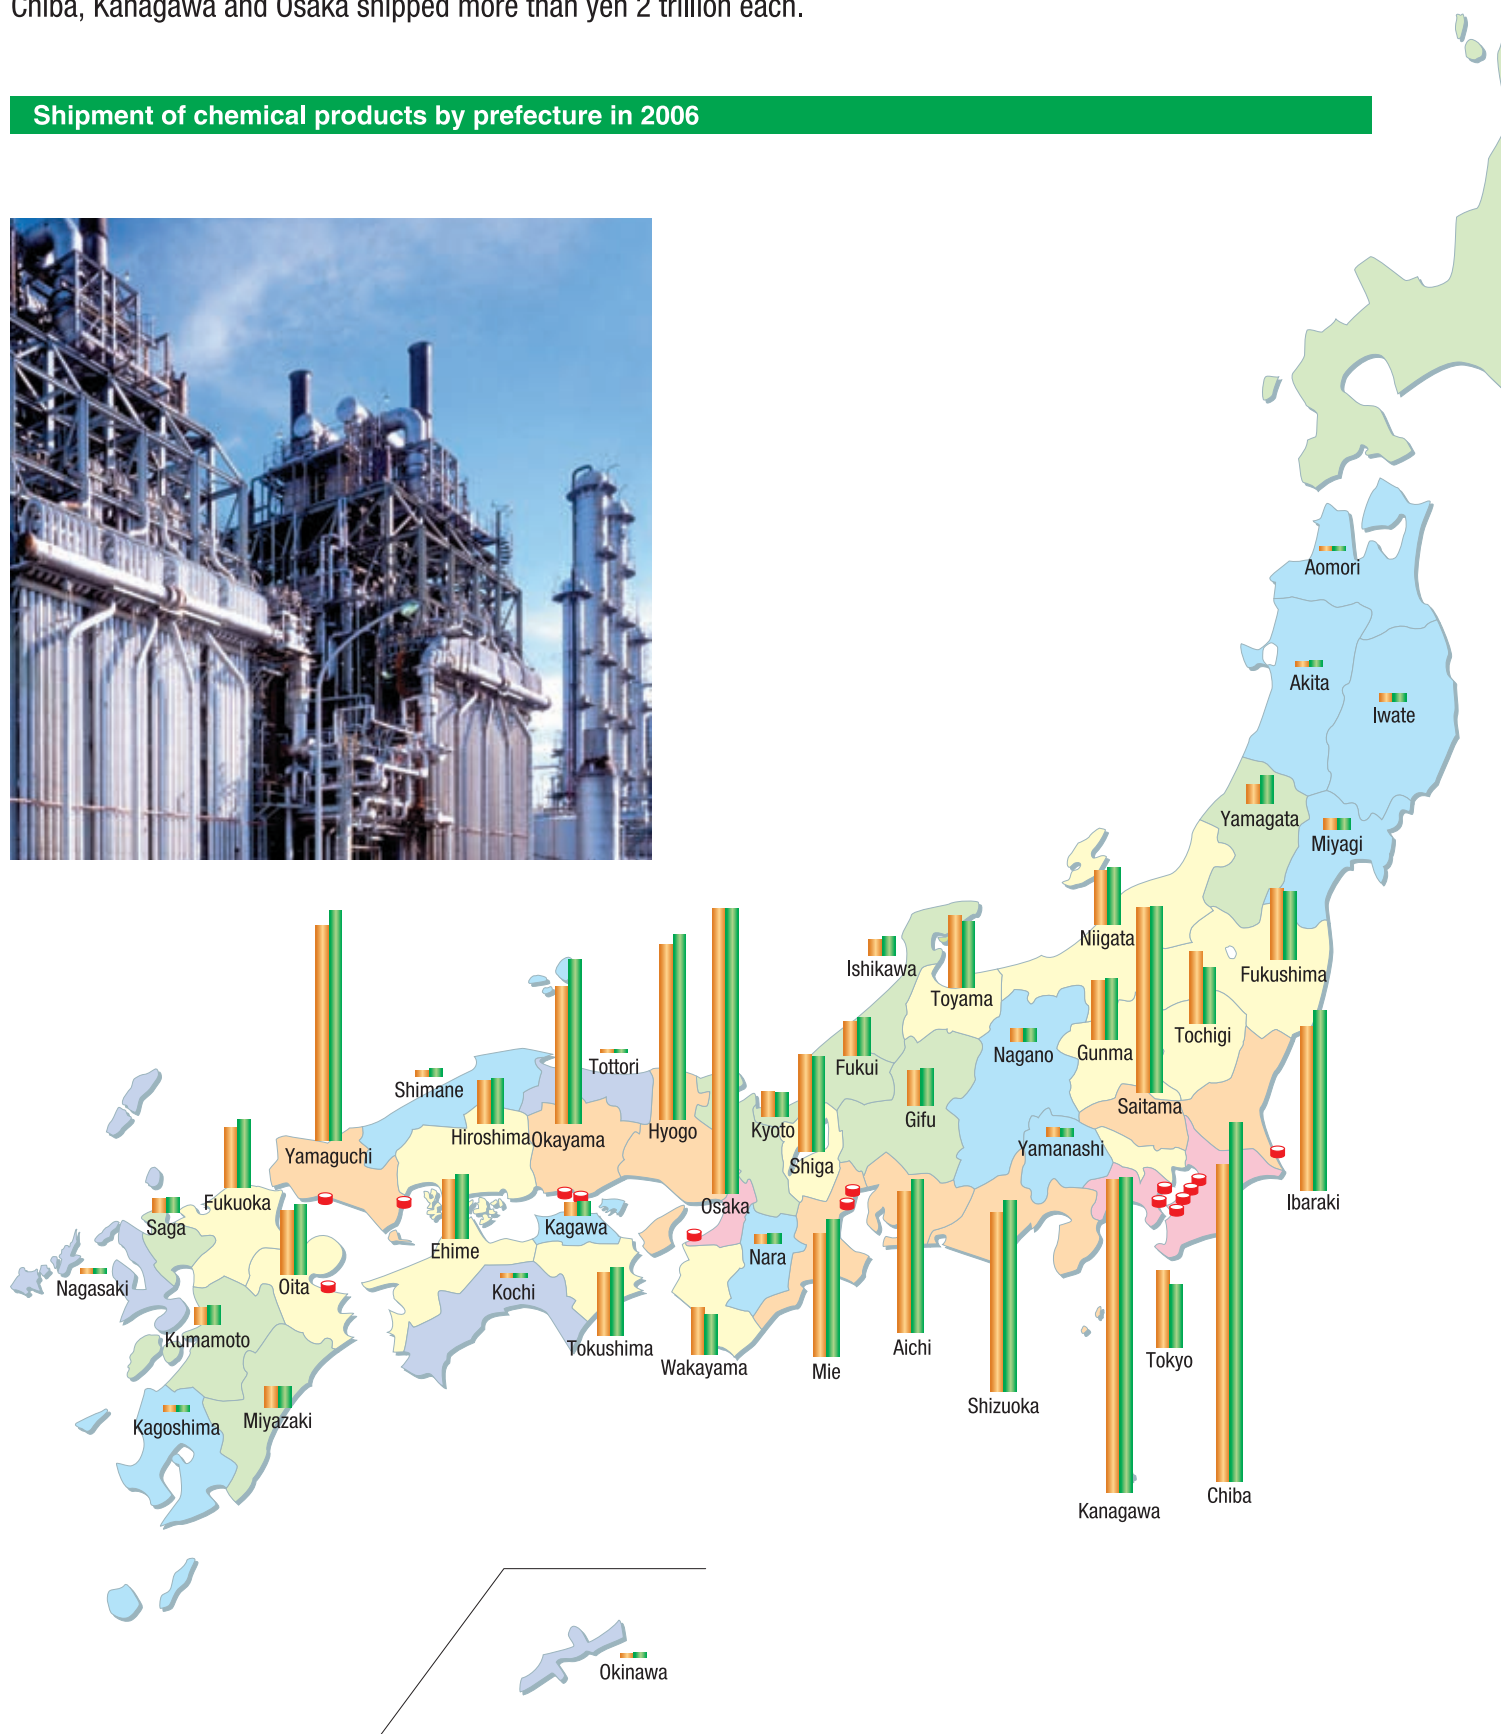 Chiba, Kanagawa and Osaka shipped more than yen 2 trillion each.
Shipment of chemical products by prefecture in 2006
Aomori
Akita
Iwate
Yamagata
Miyagi
Niigata
Ishikawa
Fukushima
Toyama
Tochigi
Gunma
Nagano
Tottori
Fukui
Shimane
Saitama
Gifu
Kyoto
Hyogo
Hiroshima
Okayama
Yamanashi
Yamaguchi
Shiga
Fukuoka
Ibaraki
Osaka
Saga
Kagawa
Ehime
Nara
Nagasaki
Oita
Kochi
Kumamoto
Tokushima
Aichi
Tokyo
Wakayama
Mie
Shizuoka
Miyazaki
Kagoshima
Chiba
Kanagawa
Okinawa